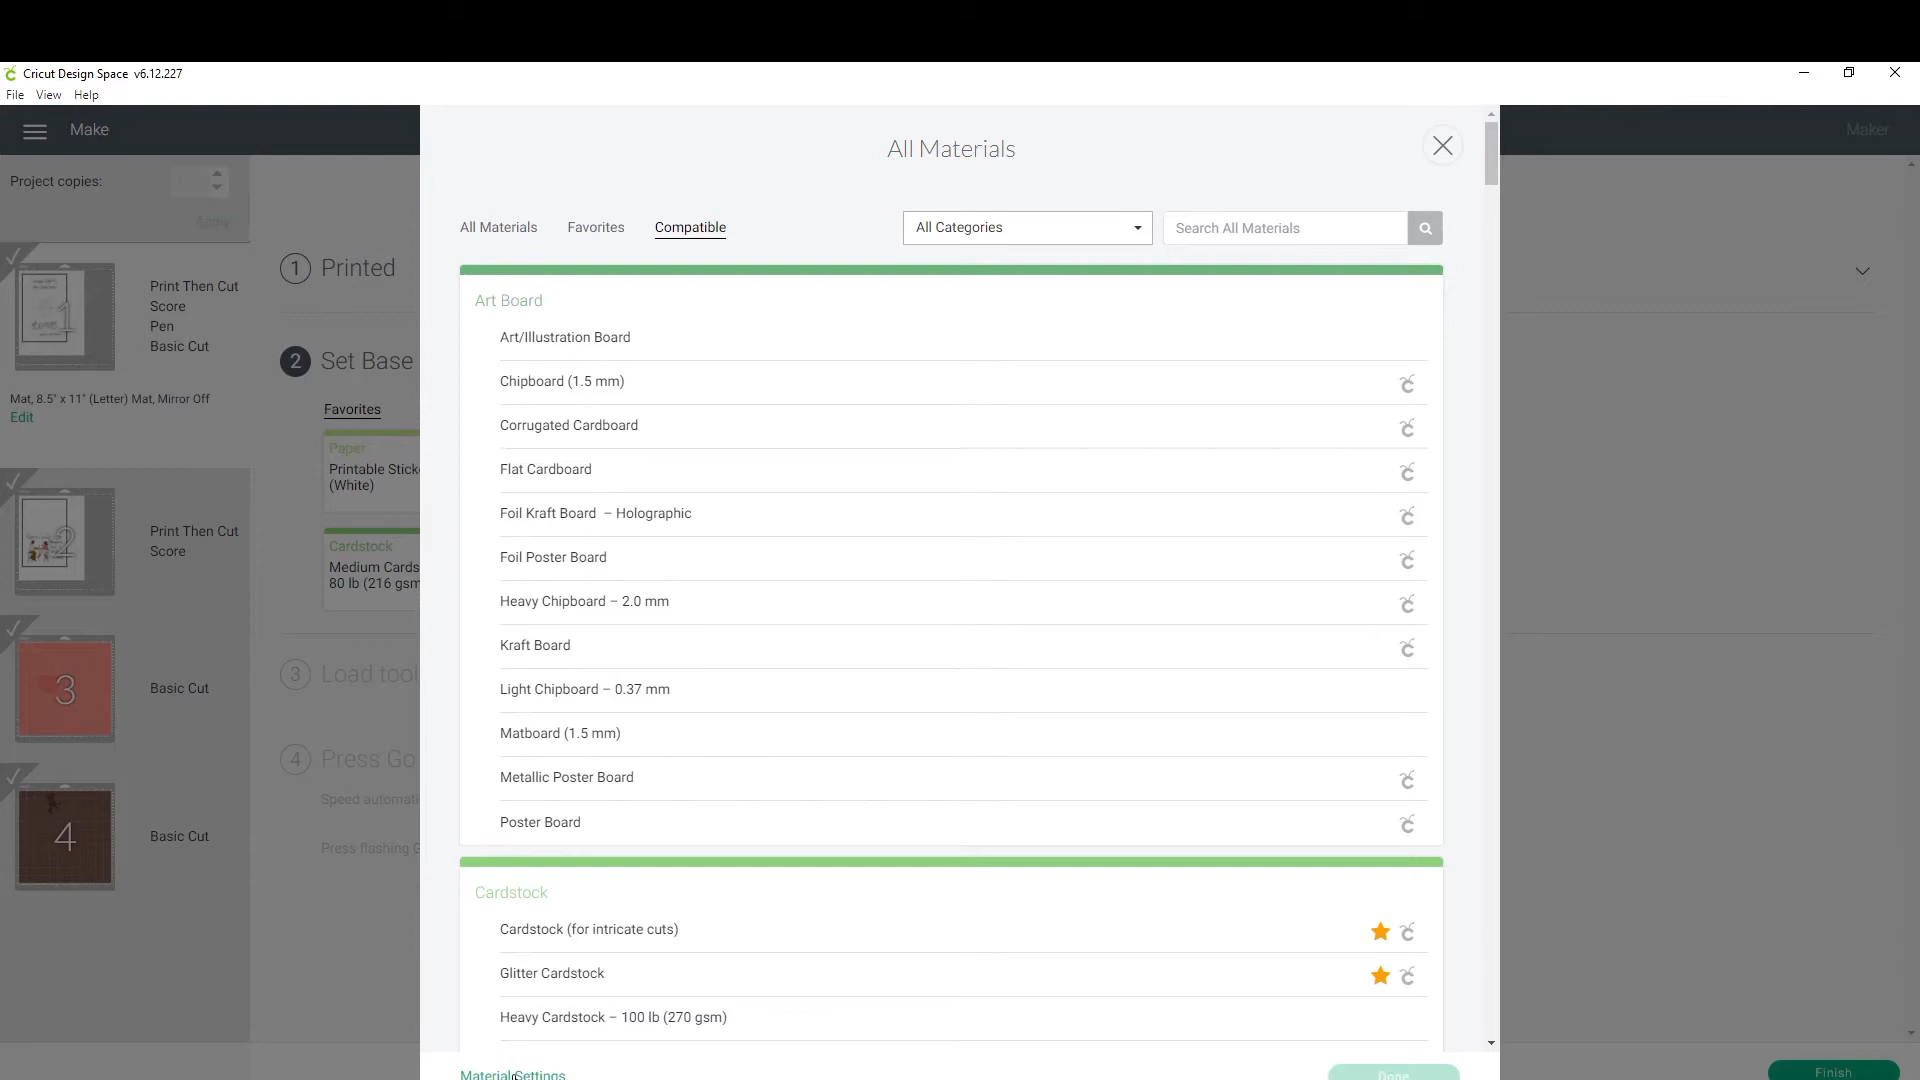 Cricut Design Space v6.12.227
File View Help
Make
Maker
Project copies:
Apply
1
Print Then Cut
Score
Pen
Basic Cut
Mat, 8.5" x 11" (Letter) Mat, Mirror Off
Edit
2
Print Then Cut
Score
3
Basic Cut
4
Basic Cut
1 Printed
2 Set Base
Favorites
Paper
Printable Stick
(White)
Cardstock
Medium Cards
80 lb (216 gsm
3 Load tool
4 Press Go
Speed automati
Press flashing G
All Materials
All Materials Favorites Compatible
All Categories
Search All Materials
Art Board
Art/Illustration Board
Chipboard (1.5 mm)
Corrugated Cardboard
Flat Cardboard
Foil Kraft Board – Holographic
Foil Poster Board
Heavy Chipboard – 2.0 mm
Kraft Board
Light Chipboard – 0.37 mm
Matboard (1.5 mm)
Metallic Poster Board
Poster Board
Cardstock
Cardstock (for intricate cuts)
Glitter Cardstock
Heavy Cardstock – 100 lb (270 gsm)
Material Settings
Done
Finish